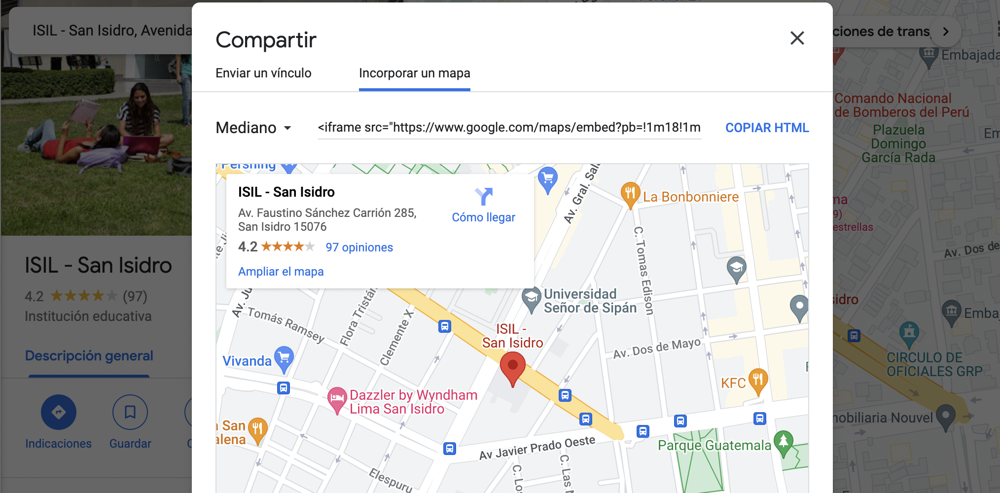 ISIL - San Isidro, Avenida
Compartir
Enviar un vínculo
Incorporar un mapa
Mediano
<iframe src="https://www.google.com/maps/embed?pb=!1m18!1m
COPIAR HTML
ISIL - San Isidro
Av. Faustino Sánchez Carrión 285,
San Isidro 15076
4.2
97 opiniones
Cómo llegar
Ampliar el mapa
Pershing
Av. Gral. Sal
La Bonbonniere
C. Tomas Edison
Universidad
Señor de Sipán
ISIL -
San Isidro
Av. Ju
Tomás Ramsey
Flora Tristán
Clemente X
Vivanda
Av. Dos de Mayo
KFC
Dazzler by Wyndham
Lima San Isidro
San
alena
Av Javier Prado Oeste
Parque Guatemala
Elespuru
C. Los
C. Las
ISIL - San Isidro
4.2
(97)
Institución educativa
Descripción general
Indicaciones
Guardar
ciones de trans
Embajada
Comando Nacional
de Bomberos del Perú
Plazuela
Domingo
García Rada
Em
ma
9)
estrellas
Av. Dos de
sidro
Emba
CIRCULO DE
OFICIALES GRP
nobiliaria Nouvel